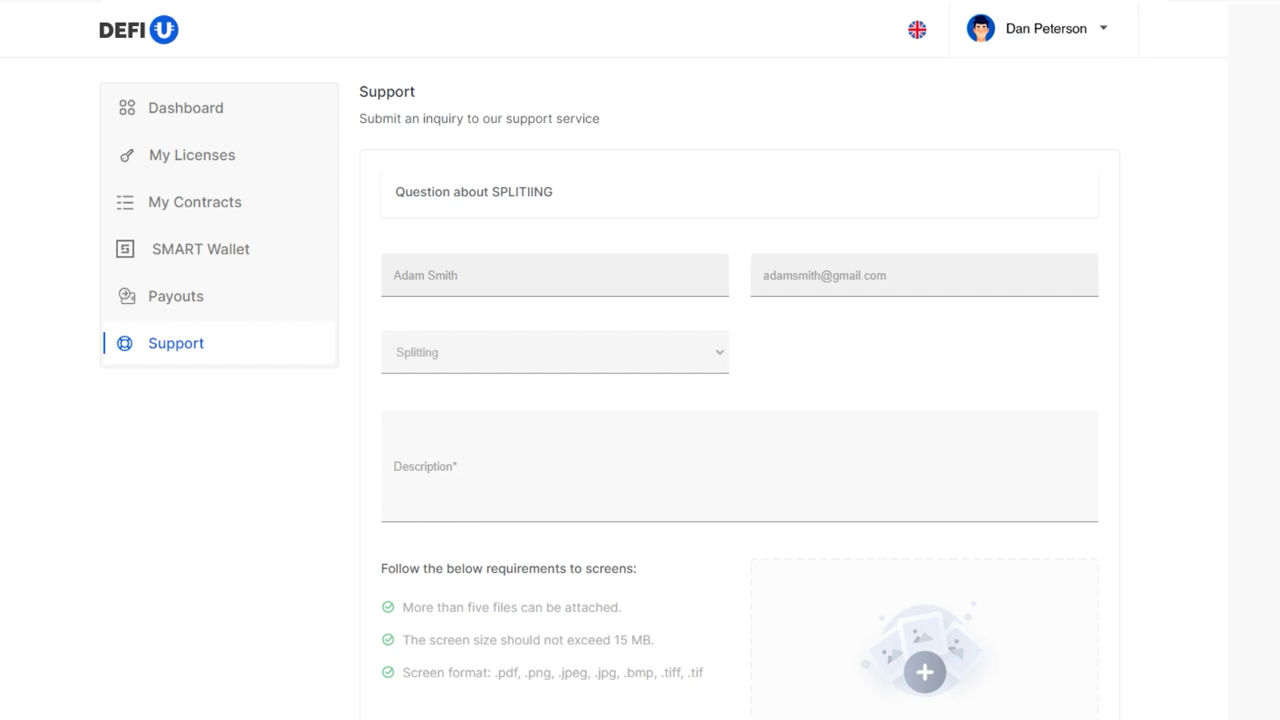 DEFI U
Dan Peterson
Dashboard
My Licenses
My Contracts
SMART Wallet
Payouts
Support
Support
Submit an inquiry to our support service
Question about SPLITIING
Adam Smith
adamsmith@gmail.com
Splitting
Description*
Follow the below requirements to screens:
More than five files can be attached.
The screen size should not exceed 15 MB.
Screen format: .pdf, .png, .jpeg, .jpg, .bmp, .tiff, .tif